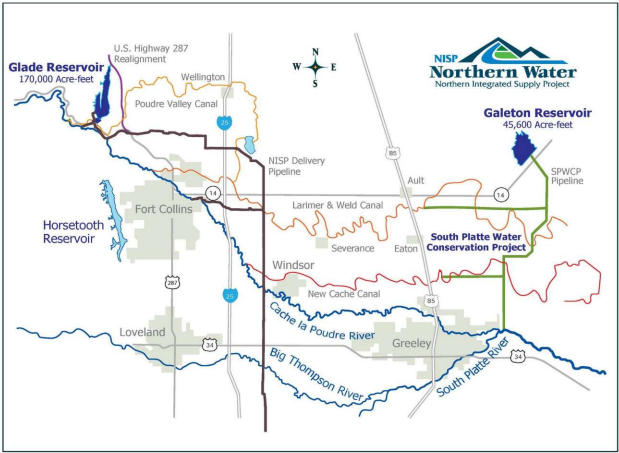 U.S. Highway 287
Realignment
Glade Reservoir
170,000 Acre-feet
Wellington
Poudre Valley Canal
N
W E
S
NISP
Northern Water
Northern Integrated Supply Project
Galeton Reservoir
45,600 Acre-feet
25
85
NISP Delivery
Pipeline
SPWCP
Pipeline
Ault
14
14
Fort Collins
Larimer & Weld Canal
Horsetooth
Reservoir
Severance
Eaton
South Platte Water
Conservation Project
Windsor
287
25
New Cache Canal
85
Cache la Poudre River
Loveland
34
Greeley
Big Thompson River
South Platte River
34